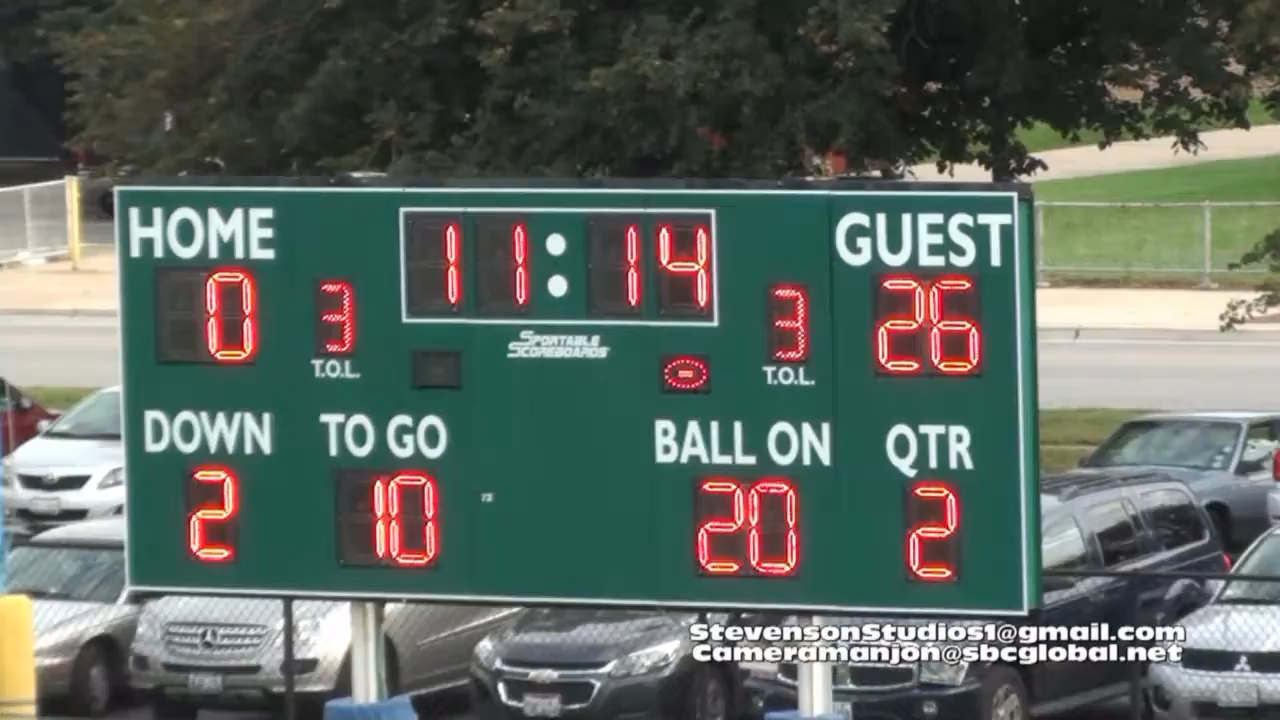 HOME 11:14 GUEST
0 3 3 26
T.O.L. SPORTABLE SCOREBOARDS T.O.L.
DOWN TO GO BALL ON QTR
2 10 20 2
StevensonStudios1@gmail.com
Cameramanjon@sbcglobal.net